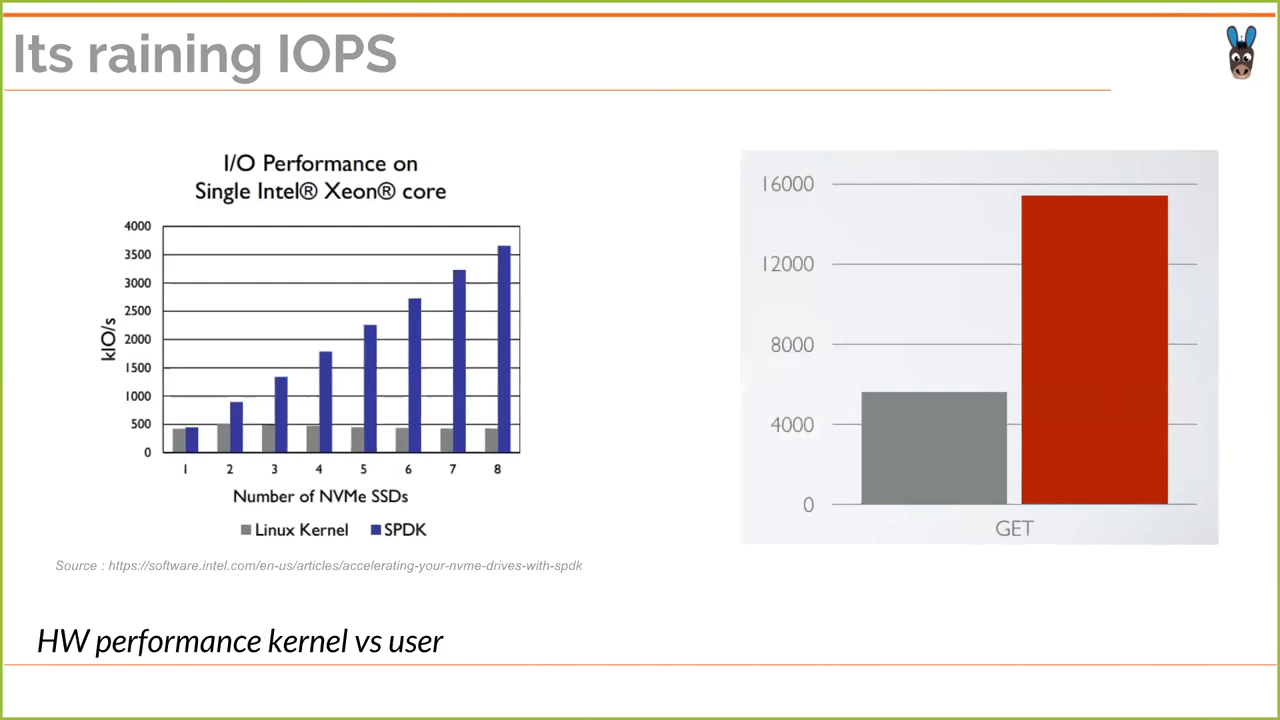 Its raining IOPS
I/O Performance on
Single Intel® Xeon® core
4000
3500
3000
2500
2000
1500
1000
500
0
kIO/s
1 2 3 4 5 6 7 8
Number of NVMe SSDs
Linux Kernel SPDK
Source : https://software.intel.com/en-us/articles/accelerating-your-nvme-drives-with-spdk
16000
12000
8000
4000
0
GET
HW performance kernel vs user